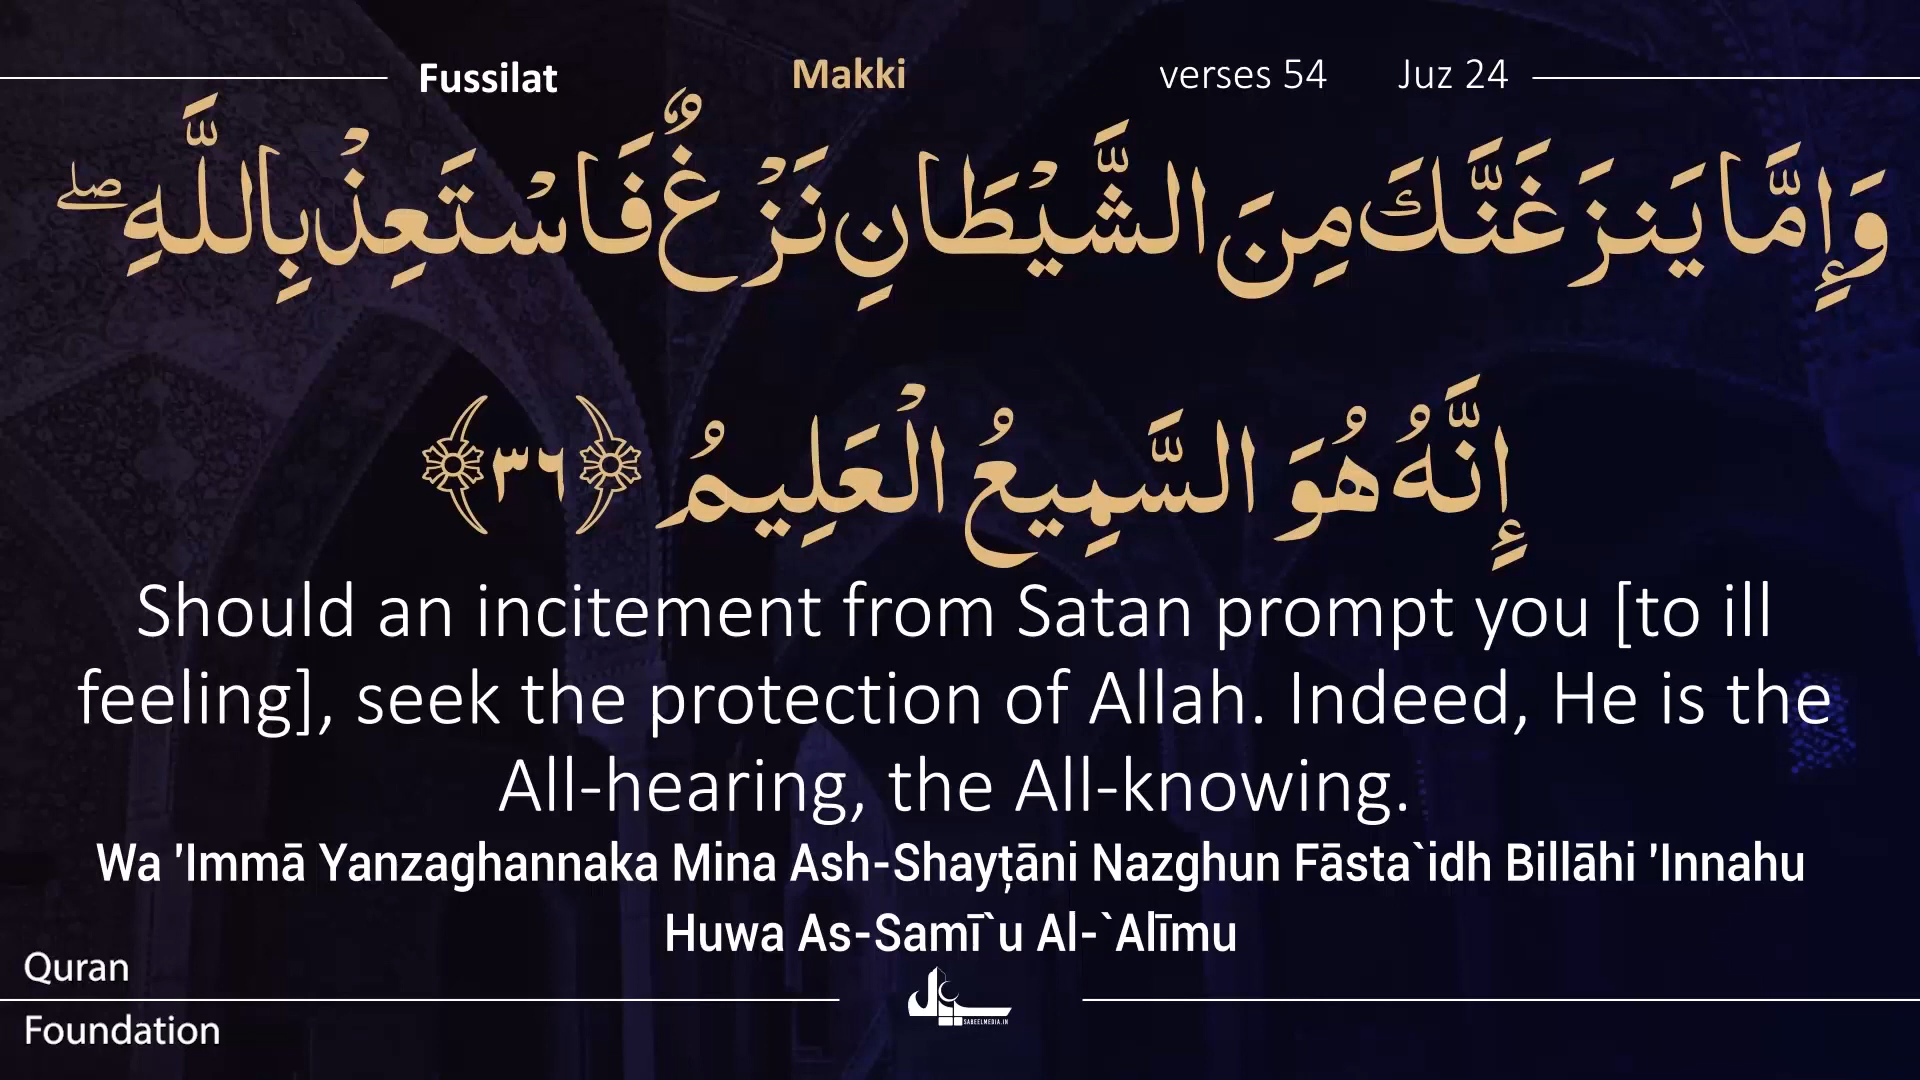 Fussilat Makki verses 54 Juz 24
وَإِمَّا يَنزَغَنَّكَ مِنَ الشَّيْطَانِ نَزْغٌ فَاسْتَعِذْ بِاللَّهِ ۖ
إِنَّهُ هُوَ السَّمِيعُ الْعَلِيمُ ﴿٣٦﴾
Should an incitement from Satan prompt you [to ill
feeling], seek the protection of Allah. Indeed, He is the
All-hearing, the All-knowing.
Wa 'Immā Yanzaghannaka Mina Ash-Shayţāni Nazghun Fāsta`idh Billāhi 'Innahu
Huwa As-Samī`u Al-`Alīmu
Quran
Foundation
SABEELMEDIA.IN